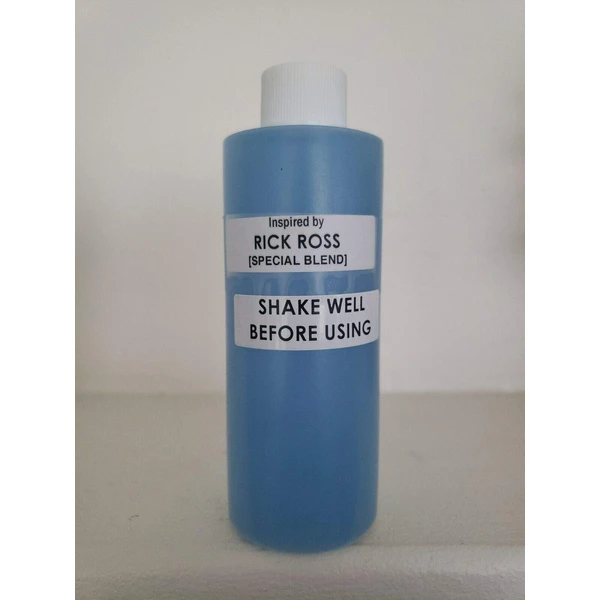 Inspired by
RICK ROSS
[SPECIAL BLEND]
SHAKE WELL
BEFORE USING